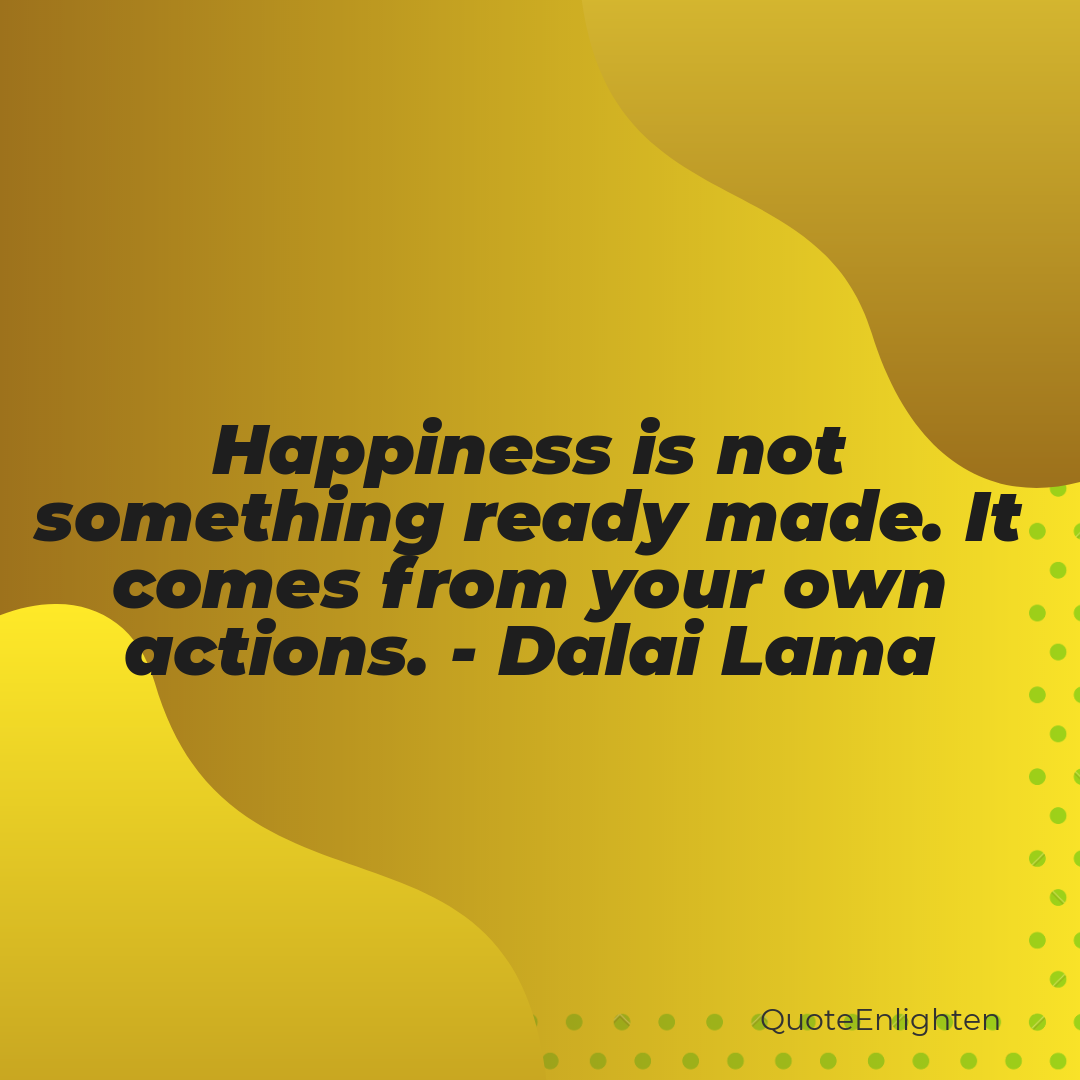 Happiness is not
something ready made. It
comes from your own
actions. - Dalai Lama
QuoteEnlighten